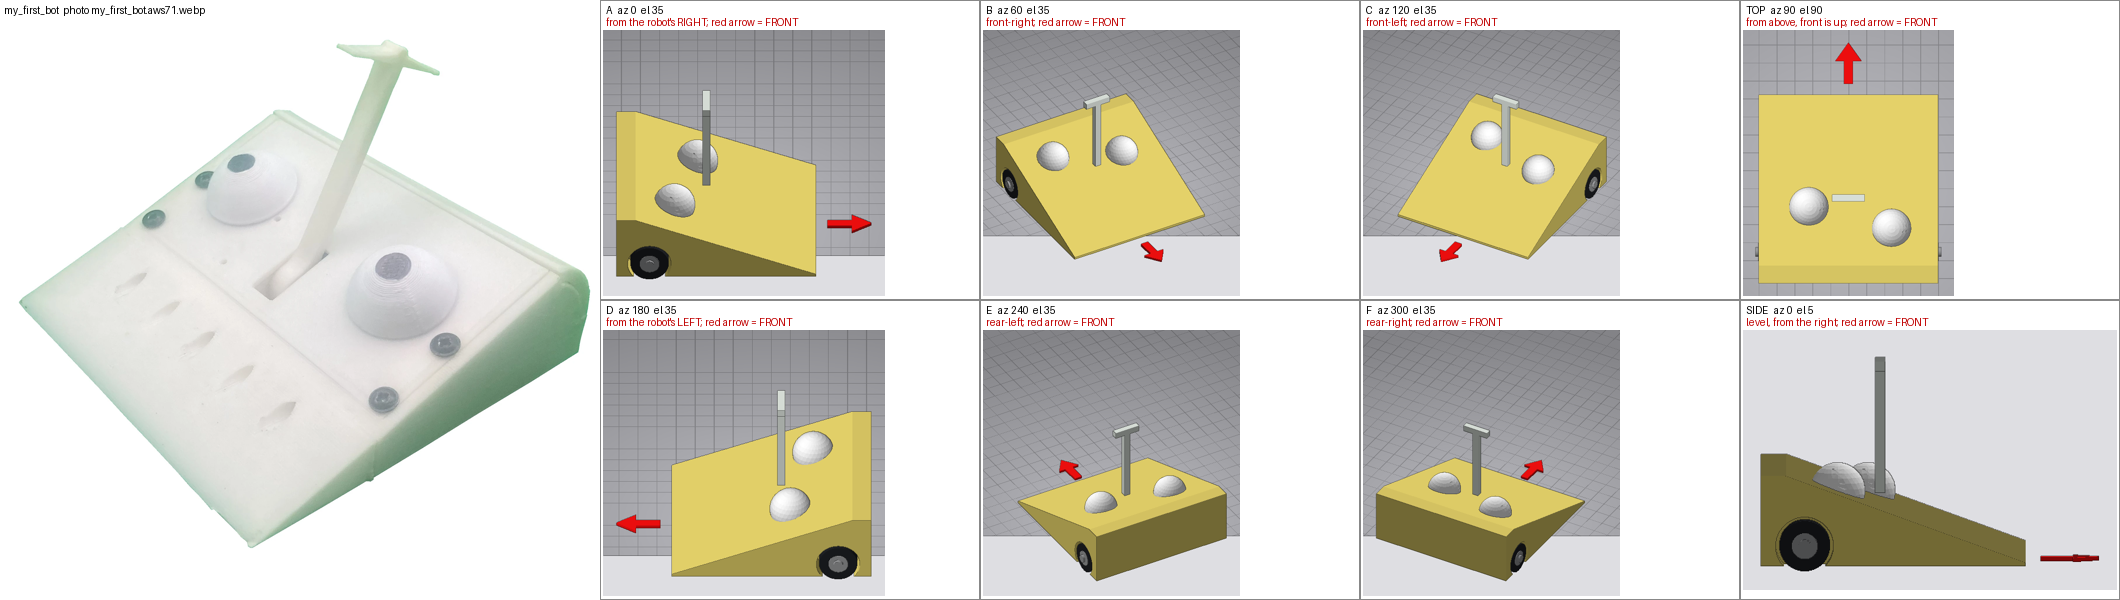 my_first_bot photo my_first_bot.aws71.webp
A az 0 el 35
from the robot's RIGHT; red arrow = FRONT
B az 60 el 35
front-right; red arrow = FRONT
C az 120 el 35
front-left; red arrow = FRONT
TOP az 90 el 90
from above, front is up; red arrow = FRONT
D az 180 el 35
from the robot's LEFT; red arrow = FRONT
E az 240 el 35
rear-left; red arrow = FRONT
F az 300 el 35
rear-right; red arrow = FRONT
SIDE az 0 el 5
level, from the right; red arrow = FRONT